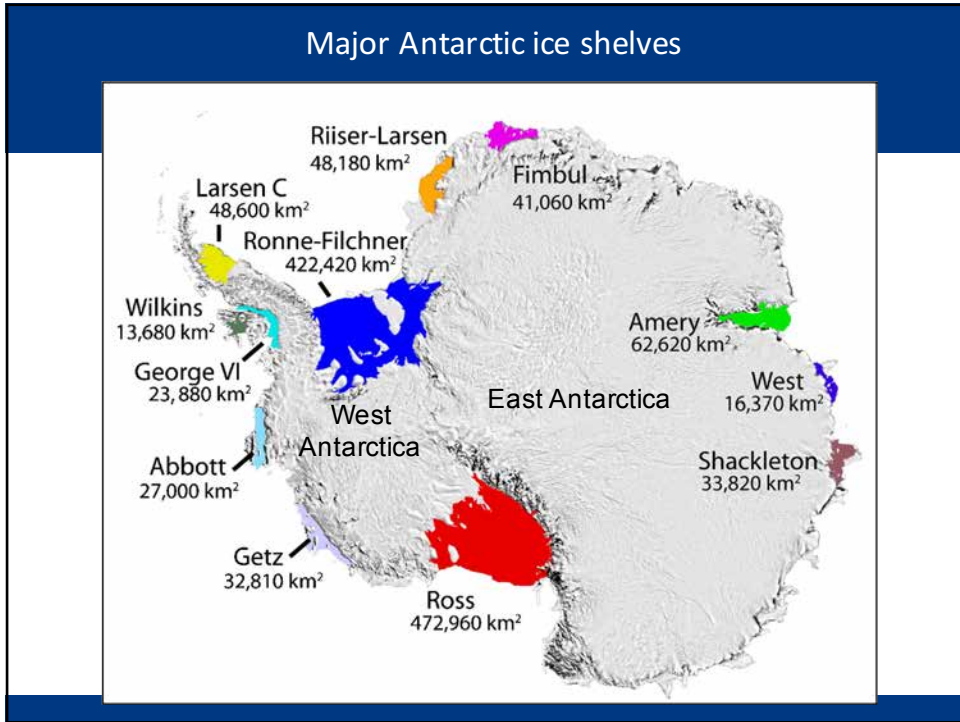 Major Antarctic ice shelves
Riiser-Larsen
48,180 km²
Fimbul
41,060 km²
Larsen C
48,600 km²
Ronne-Filchner
422,420 km²
Wilkins
13,680 km²
George VI
23,880 km²
Amery
62,620 km²
West
16,370 km²
East Antarctica
West
Antarctica
Abbott
27,000 km²
Shackleton
33,820 km²
Getz
32,810 km²
Ross
472,960 km²